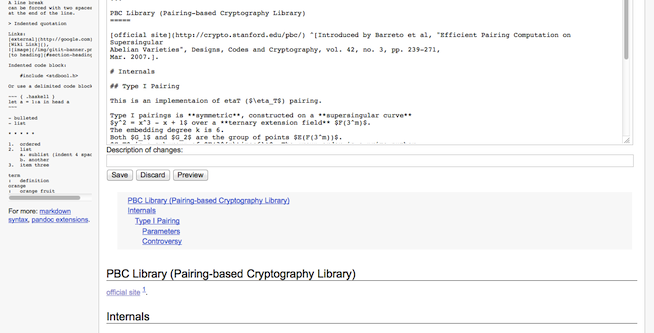 A line break
can be forced with two spaces
at the end of the line.
> Indented quotation
Links:
[external](http://google.com)
[Wiki Link](),
![image](/img/gitit-banner.pn
[to heading](#section-heading
Indented code block:
#include <stdbool.h>
Or use a delimited code block
~~~ { .haskell }
let a = 1:a in head a
~~~
- bulleted
- list
* * * * *
1. ordered
2. list
a. sublist (indent 4 spac
b. another
3. item three
term
: definition
orange
: orange fruit
For more: markdown
syntax, pandoc extensions.
PBC Library (Pairing-based Cryptography Library)
=====
[official site](http://crypto.stanford.edu/pbc/) ^[Introduced by Barreto et al, "Efficient Pairing Computation on
Supersingular
Abelian Varieties", Designs, Codes and Cryptography, vol. 42, no. 3, pp. 239-271,
Mar. 2007.].
# Internals
## Type I Pairing
This is an implementaion of etaT ($\eta_T$) pairing.
Type I pairings is **symmetric**, constructed on a **supersingular curve**
$y^2 = x^3 - x + 1$ over a **ternary extension field** $F(3^m)$.
The embedding degree k is 6.
Both $G_1$ and $G_2$ are the group of points $E(F(3^m))$.
Description of changes:
Save Discard Preview
PBC Library (Pairing-based Cryptography Library)
Internals
Type I Pairing
Parameters
Controversy
PBC Library (Pairing-based Cryptography Library)
official site 1.
Internals